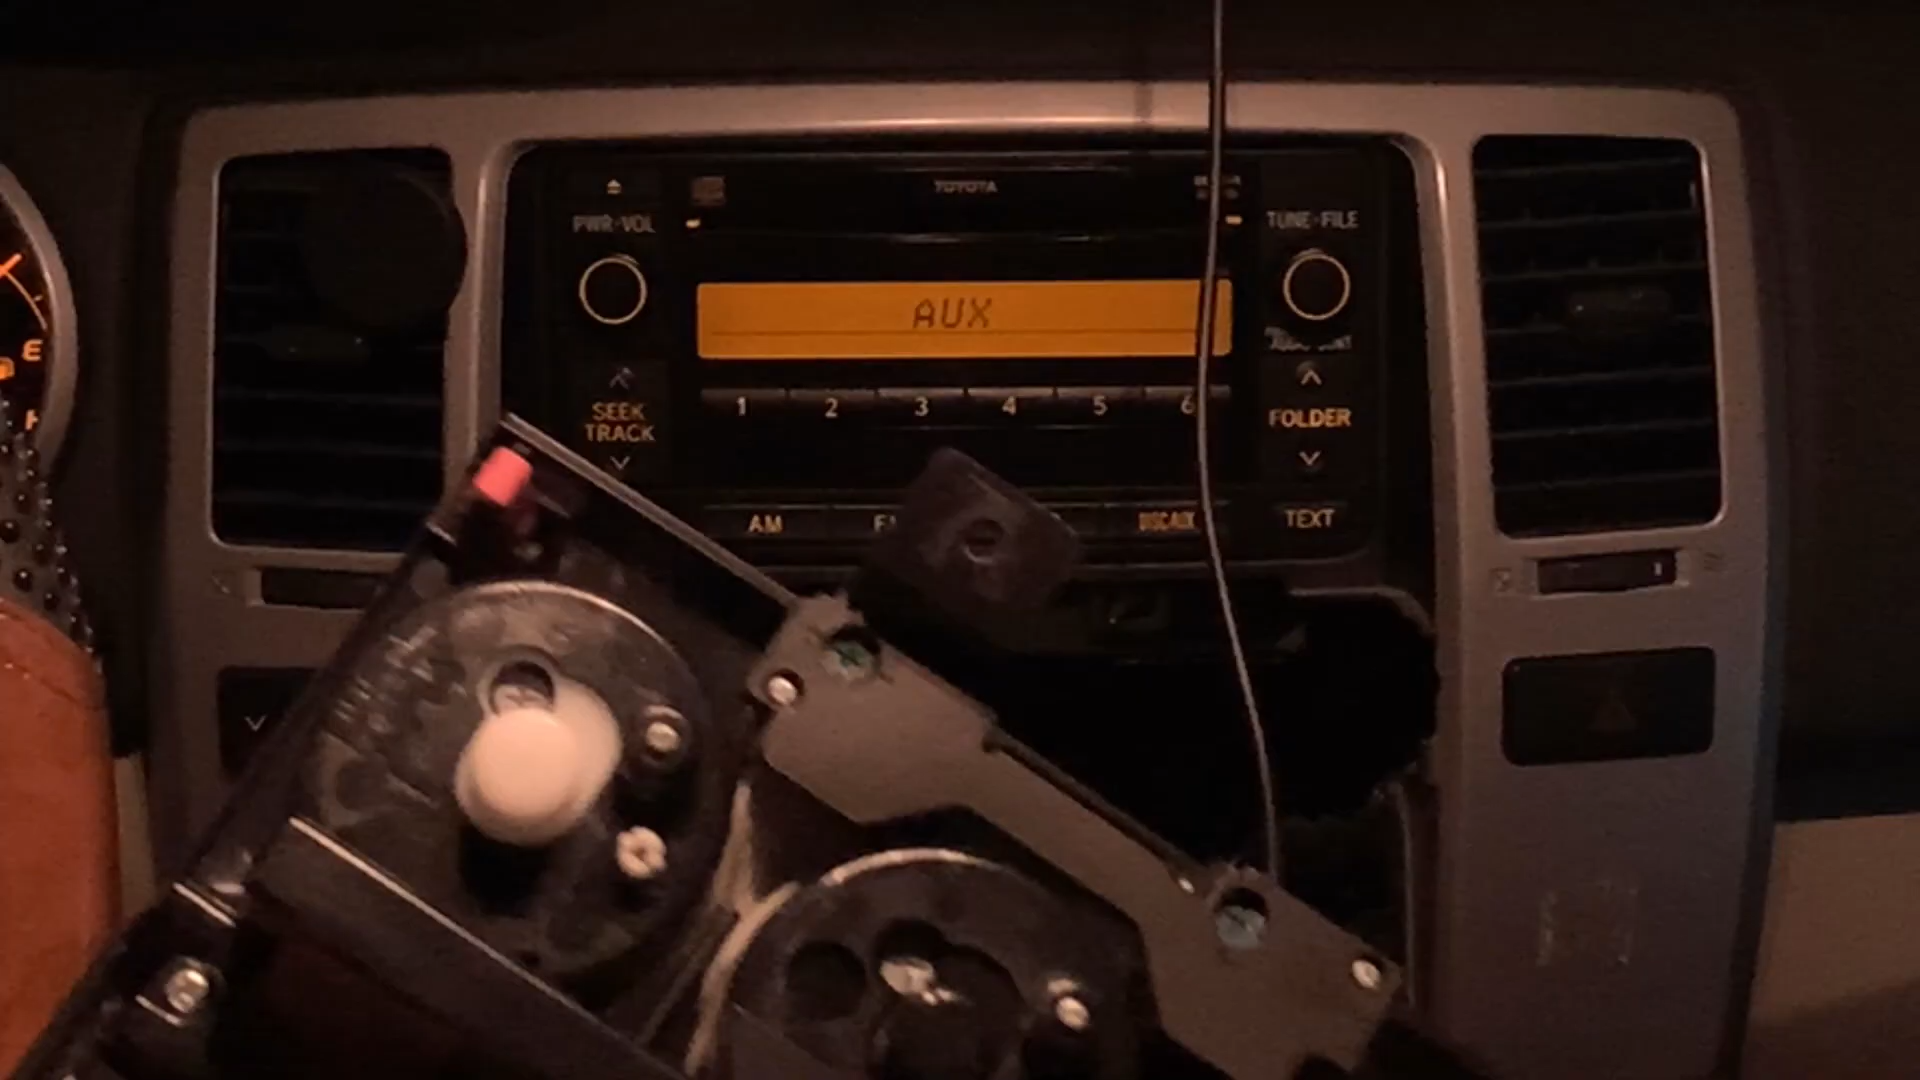 TOYOTA
PWR·VOL
TUNE·FILE
AUX
1 2 3 4 5 6
SEEK
TRACK
FOLDER
AM
DISC·AUX
TEXT
E